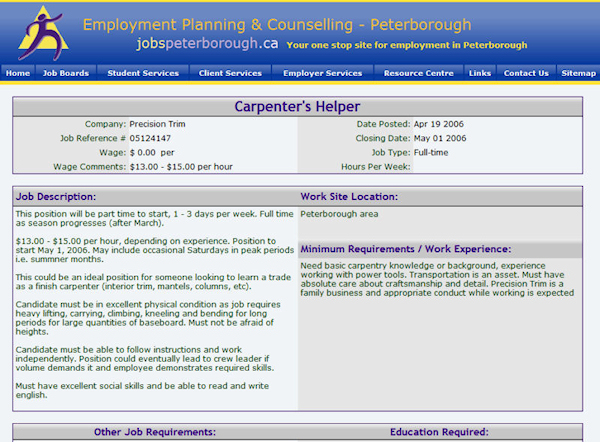 Employment Planning & Counselling - Peterborough
jobspeterborough.ca Your one stop site for employment in Peterborough
Home Job Boards Student Services Client Services Employer Services Resource Centre Links Contact Us Sitemap
Carpenter's Helper
Company: Precision Trim Date Posted: Apr 19 2006
Job Reference # 05124147 Closing Date: May 01 2006
Wage: $ 0.00 per Job Type: Full-time
Wage Comments: $13.00 - $15.00 per hour Hours Per Week:
Job Description:
This position will be part time to start, 1 - 3 days per week. Full time
as season progresses (after March).
$13.00 - $15.00 per hour, depending on experience. Position to
start May 1, 2006. May include occasional Saturdays in peak periods
i.e. summner months.
This could be an ideal position for someone looking to learn a trade
as a finish carpenter (interior trim, mantels, columns, etc).
Candidate must be in excellent physical condition as job requires
heavy lifting, carrying, climbing, kneeling and bending for long
periods for large quantities of baseboard. Must not be afraid of
heights.
Candidate must be able to follow instructions and work
independently. Position could eventually lead to crew leader if
volume demands it and employee demonstrates required skills.
Must have excellent social skills and be able to read and write
english.
Work Site Location:
Peterborough area
Minimum Requirements / Work Experience:
Need basic carpentry knowledge or background, experience
working with power tools. Transportation is an asset. Must have
absolute care about craftsmanship and detail. Precision Trim is a
family business and appropriate conduct while working is expected
Other Job Requirements: Education Required: